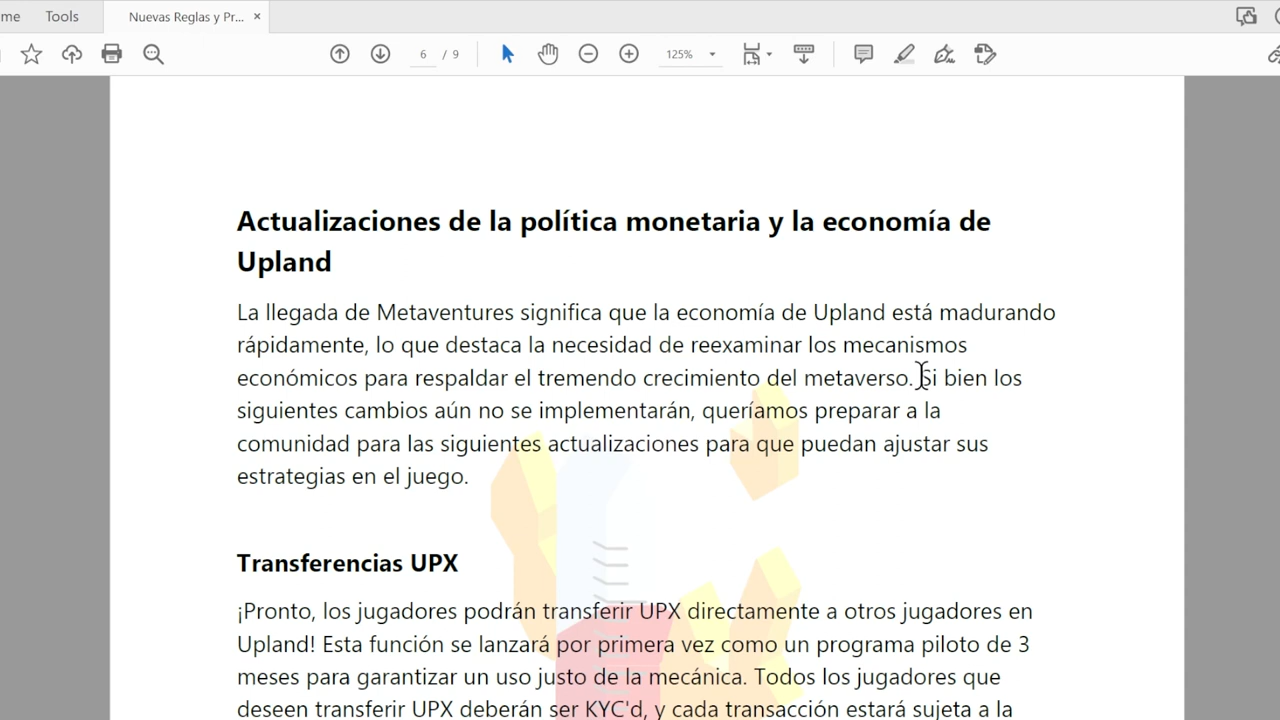 me Tools Nuevas Reglas y Pr... ×
6 / 9 125%
Actualizaciones de la política monetaria y la economía de
Upland
La llegada de Metaventures significa que la economía de Upland está madurando
rápidamente, lo que destaca la necesidad de reexaminar los mecanismos
económicos para respaldar el tremendo crecimiento del metaverso. Si bien los
siguientes cambios aún no se implementarán, queríamos preparar a la
comunidad para las siguientes actualizaciones para que puedan ajustar sus
estrategias en el juego.
Transferencias UPX
¡Pronto, los jugadores podrán transferir UPX directamente a otros jugadores en
Upland! Esta función se lanzará por primera vez como un programa piloto de 3
meses para garantizar un uso justo de la mecánica. Todos los jugadores que
deseen transferir UPX deberán ser KYC'd, y cada transacción estará sujeta a la